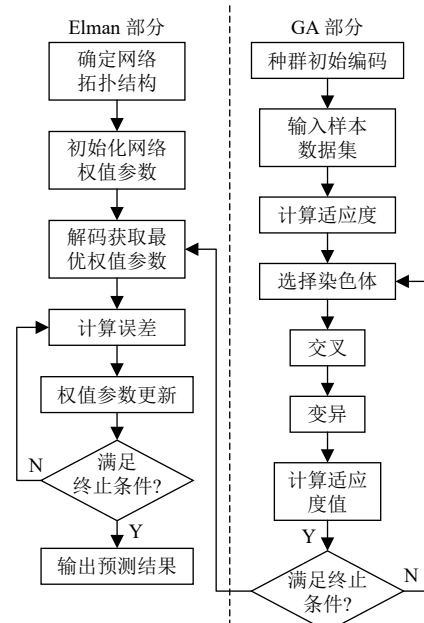 Elman 部分
确定网络
拓扑结构
初始化网络
权值参数
解码获取最
优权值参数
计算误差
权值参数更新
N
满足
终止条件?
Y
输出预测结果
GA 部分
种群初始编码
输入样本
数据集
计算适应度
选择染色体
交叉
变异
计算适应
度值
Y
满足终止
条件?
N